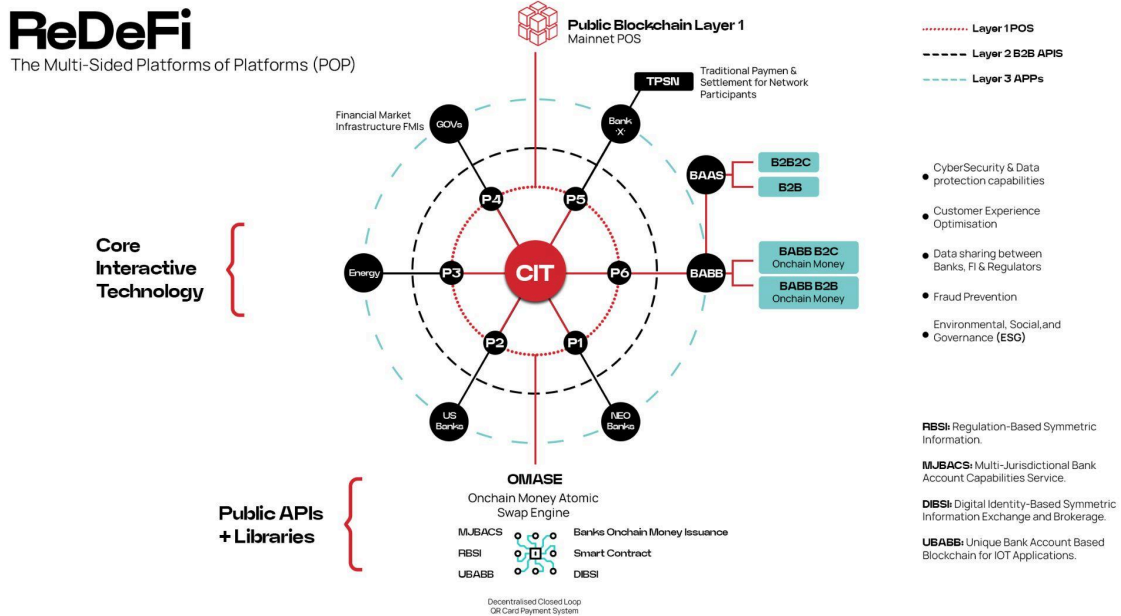 ReDeFi
The Multi-Sided Platforms of Platforms (POP)
Public Blockchain Layer 1
Mainnet POS
Layer 1 POS
Layer 2 B2B APIS
Layer 3 APPs
TPSN
Traditional Paymen &
Settlement for Network
Participants
Financial Market
Infrastructure FMIs
GOVs
Bank
'X'
BAAS
B2B2C
B2B
P4
P5
Core
Interactive
Technology
Energy
P3
CIT
P6
BABB
BABB B2C
Onchain Money
BABB B2B
Onchain Money
P2
P1
US
Banks
NEO
Banks
CyberSecurity & Data
protection capabilities
Customer Experience
Optimisation
Data sharing between
Banks, FI & Regulators
Fraud Prevention
Environmental, Social,and
Governance (ESG)
OMASE
Onchain Money Atomic
Swap Engine
Public APIs
+ Libraries
MJBACS
RBSI
UBABB
Banks Onchain Money Issuance
Smart Contract
DIBSI
Decentralised Closed Loop
QR Card Payment System
RBSI: Regulation-Based Symmetric
Information.
MJBACS: Multi-Jurisdictional Bank
Account Capabilities Service.
DIBSI: Digital Identity-Based Symmetric
Information Exchange and Brokerage.
UBABB: Unique Bank Account Based
Blockchain for IOT Applications.